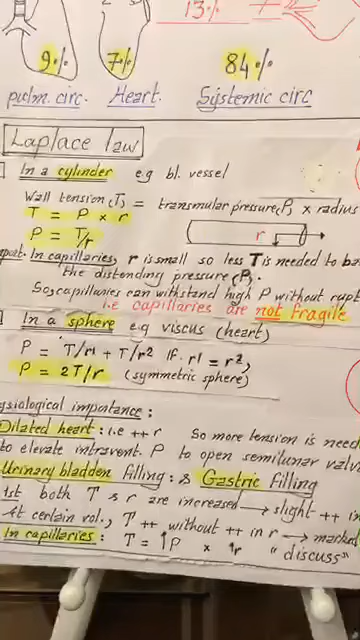 13%
9% 7% 84%
pulm. circ. Heart. Systemic circ
Laplace law
In a cylinder e.g bl. vessel
Wall tension (T) = transmular pressure (P) x radius
T = P x r
P = T/r
r
In capillaries, r is small so less T is needed to ba
the distending pressure (P).
So, capillaries can withstand high P without rupt
i.e capillaries are not fragile
In a sphere e.g viscus (heart)
P = T/r1 + T/r2 IF r1 = r2,
P = 2T/r (symmetric sphere)
ysiological importance:
Dilated heart: i.e ++ r So more tension is need
to elevate intravent. P to open semilunar valv
Urinary bladden filling: & Gastric filling
1st both T & r are increased → slight ++ in
At certain vol., T ++ without ++ in r → marked
In capillaries: T = ↑P x ↑r "discuss"